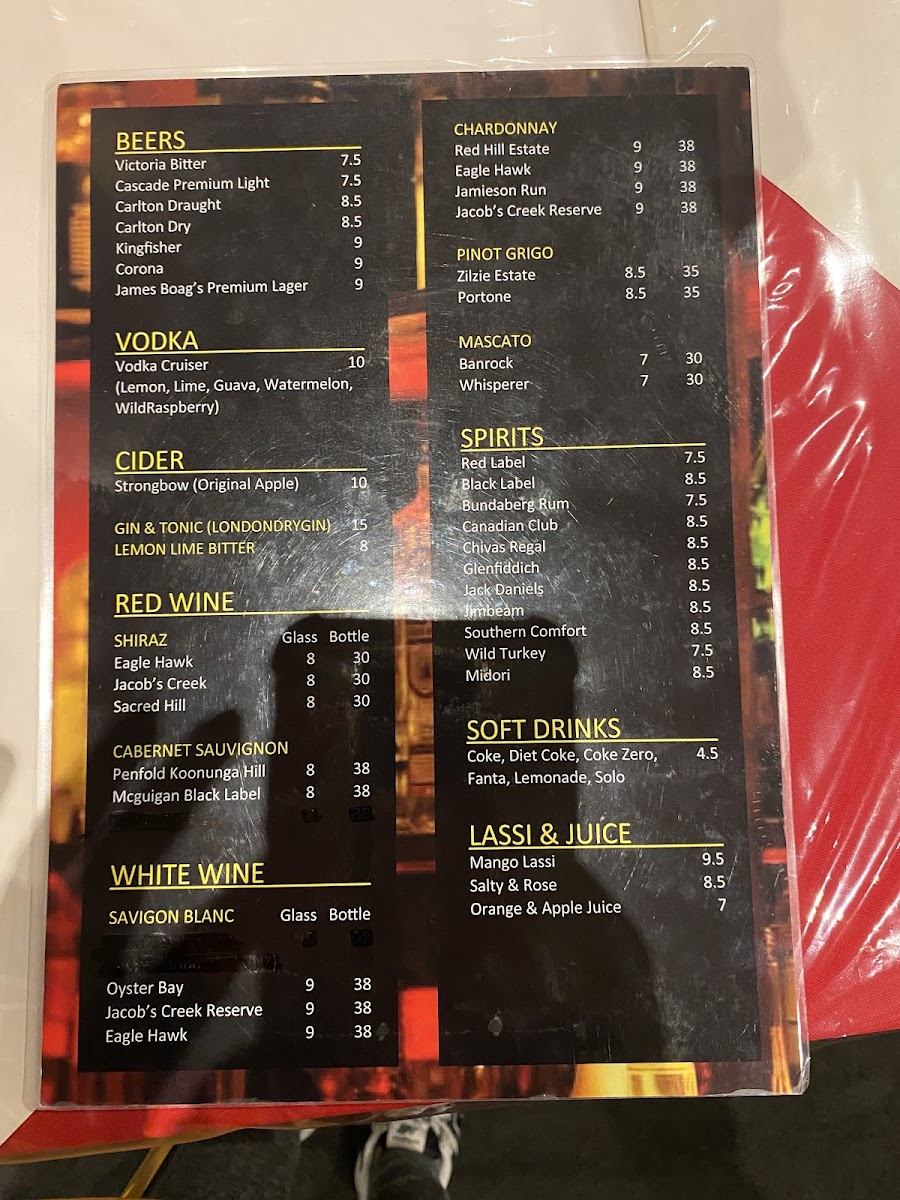 BEERS
Victoria Bitter 7.5
Cascade Premium Light 7.5
Carlton Draught 8.5
Carlton Dry 8.5
Kingfisher 9
Corona 9
James Boag's Premium Lager 9
VODKA
Vodka Cruiser 10
(Lemon, Lime, Guava, Watermelon,
WildRaspberry)
CIDER
Strongbow (Original Apple) 10
GIN & TONIC (LONDONDRYGIN) 15
LEMON LIME BITTER 8
RED WINE
SHIRAZ Glass Bottle
Eagle Hawk 8 30
Jacob's Creek 8 30
Sacred Hill 8 30
CABERNET SAUVIGNON
Penfold Koonunga Hill 8 38
Mcguigan Black Label 8 38
WHITE WINE
SAVIGON BLANC Glass Bottle
Oyster Bay 9 38
Jacob's Creek Reserve 9 38
Eagle Hawk 9 38
CHARDONNAY
Red Hill Estate 9 38
Eagle Hawk 9 38
Jamieson Run 9 38
Jacob's Creek Reserve 9 38
PINOT GRIGO
Zilzie Estate 8.5 35
Portone 8.5 35
MASCATO
Banrock 7 30
Whisperer 7 30
SPIRITS
Red Label 7.5
Black Label 8.5
Bundaberg Rum 7.5
Canadian Club 8.5
Chivas Regal 8.5
Glenfiddich 8.5
Jack Daniels 8.5
Jimbeam 8.5
Southern Comfort 8.5
Wild Turkey 7.5
Midori 8.5
SOFT DRINKS
Coke, Diet Coke, Coke Zero, 4.5
Fanta, Lemonade, Solo
LASSI & JUICE
Mango Lassi 9.5
Salty & Rose 8.5
Orange & Apple Juice 7